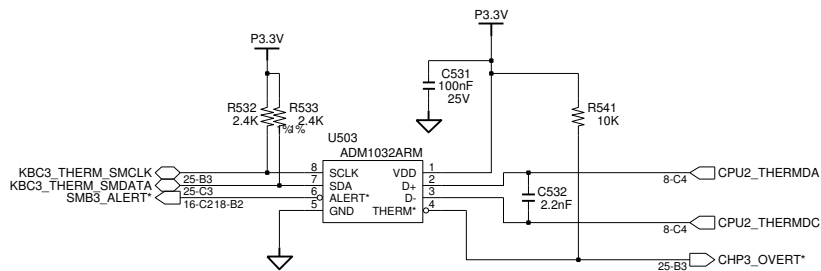 P3.3V
P3.3V
C531
100nF
25V
R532
2.4K
1%
R533
2.4K
1%
R541
10K
U503
ADM1032ARM
KBC3_THERM_SMCLK
25-B3
8
SCLK
VDD
1
KBC3_THERM_SMDATA
25-C3
7
SDA
D+
2
8-C4
CPU2_THERMDA
SMB3_ALERT*
16-C2
18-B2
6
ALERT*
D-
3
5
GND
THERM*
4
C532
2.2nF
8-C4
CPU2_THERMDC
25-B3
CHP3_OVERT*